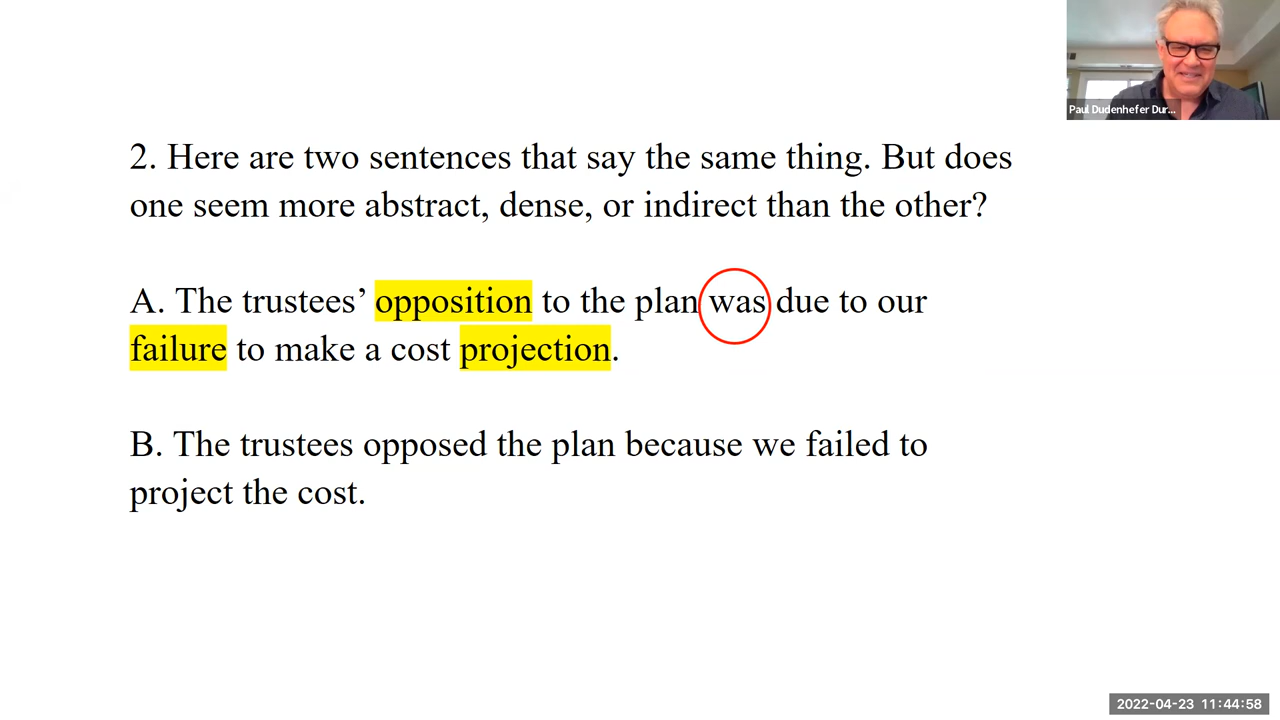 Paul Dudenhefer Dur...
2. Here are two sentences that say the same thing. But does
one seem more abstract, dense, or indirect than the other?
A. The trustees’ opposition to the plan was due to our
failure to make a cost projection.
B. The trustees opposed the plan because we failed to
project the cost.
2022-04-23 11:44:58